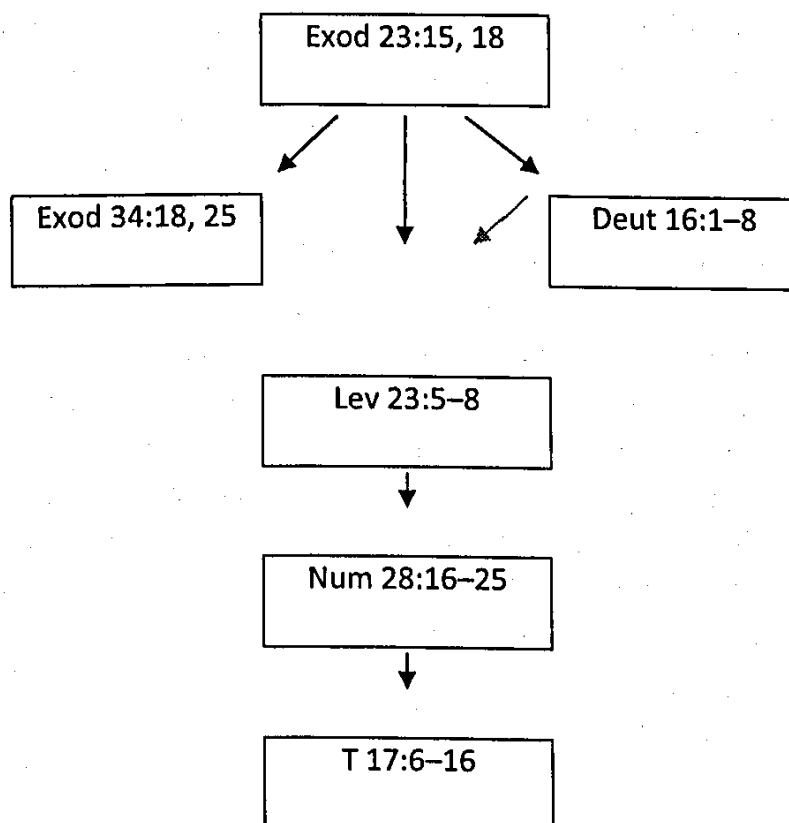 Exod 23:15, 18
Exod 34:18, 25
Deut 16:1–8
Lev 23:5–8
Num 28:16–25
T 17:6–16